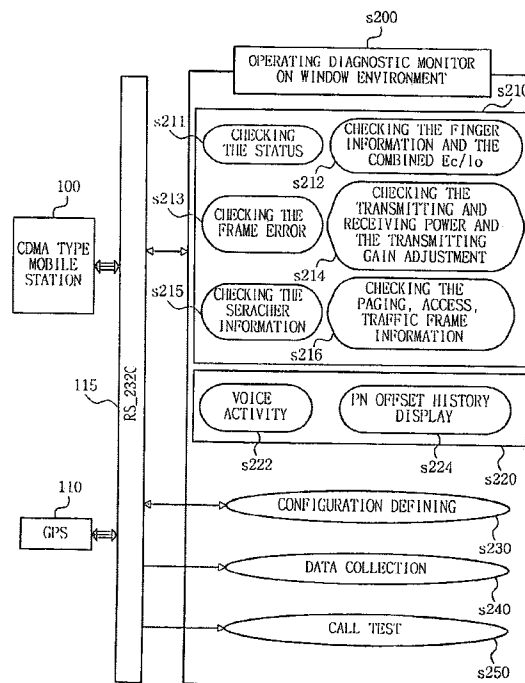 s200
OPERATING DIAGNOSTIC MONITOR
ON WINDOW ENVIRONMENT
s210
s211
CHECKING
THE STATUS
CHECKING THE FINGER
INFORMATION AND THE
COMBINED Ec/Io
s212
s213
CHECKING THE
FRAME ERROR
CHECKING THE
TRANSMITTING AND
RECEIVING POWER AND
THE TRANSMITTING
GAIN ADJUSTMENT
s214
100
CDMA TYPE
MOBILE
STATION
s215
CHECKING THE
SERACHER
INFORMATION
CHECKING THE
PAGING, ACCESS,
TRAFFIC FRAME
INFORMATION
s216
115
RS_232C
VOICE
ACTIVITY
s222
PN OFFSET HISTORY
DISPLAY
s224
s220
110
GPS
CONFIGURATION DEFINING
s230
DATA COLLECTION
s240
CALL TEST
s250